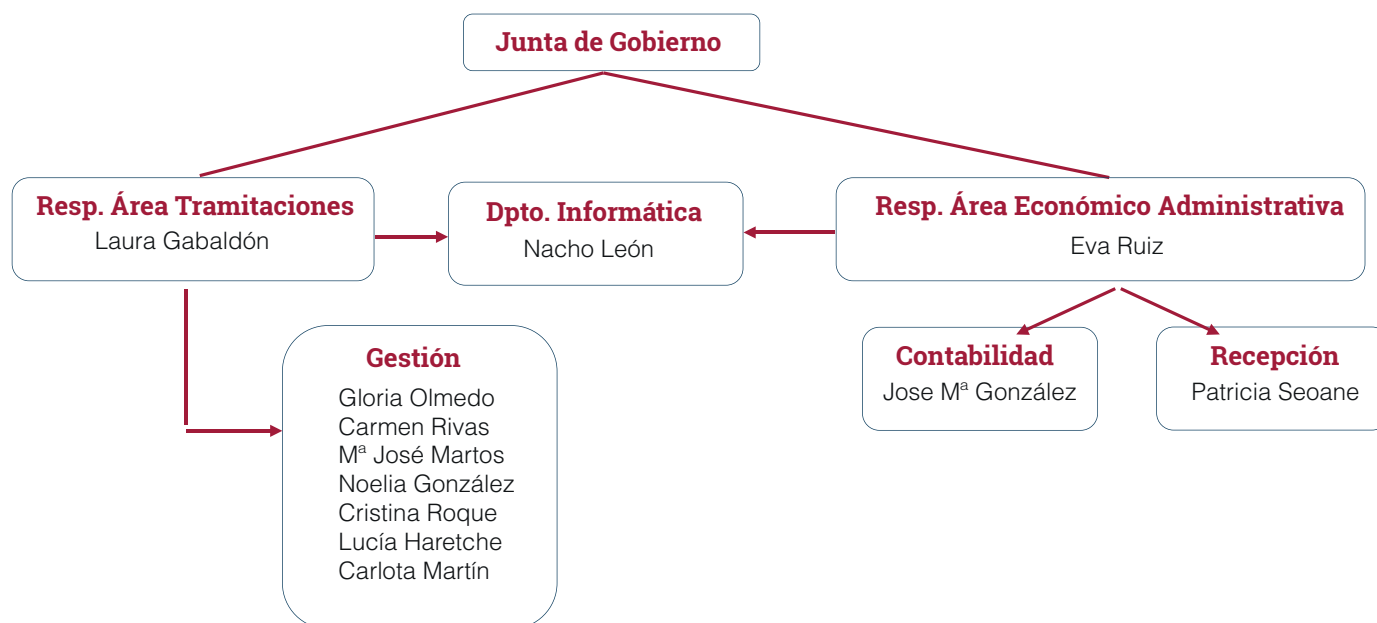 Junta de Gobierno
Resp. Área Tramitaciones
Laura Gabaldón
Dpto. Informática
Nacho León
Resp. Área Económico Administrativa
Eva Ruiz
Gestión
Gloria Olmedo
Carmen Rivas
Mª José Martos
Noelia González
Cristina Roque
Lucía Haretche
Carlota Martín
Contabilidad
Jose Mª González
Recepción
Patricia Seoane